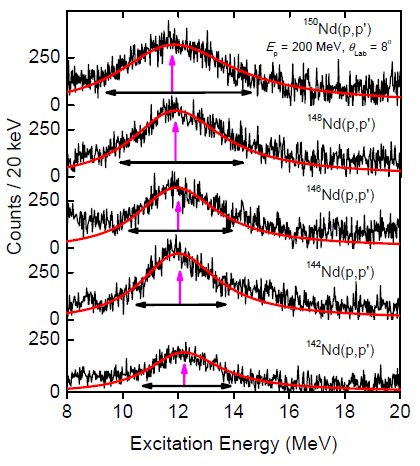 ¹⁵⁰Nd(p,p')
Eₚ = 200 MeV, θLab = 8°
250
0
¹⁴⁸Nd(p,p')
250
0
¹⁴⁶Nd(p,p')
250
0
¹⁴⁴Nd(p,p')
250
0
¹⁴²Nd(p,p')
250
0
Counts / 20 keV
8 10 12 14 16 18 20
Excitation Energy (MeV)